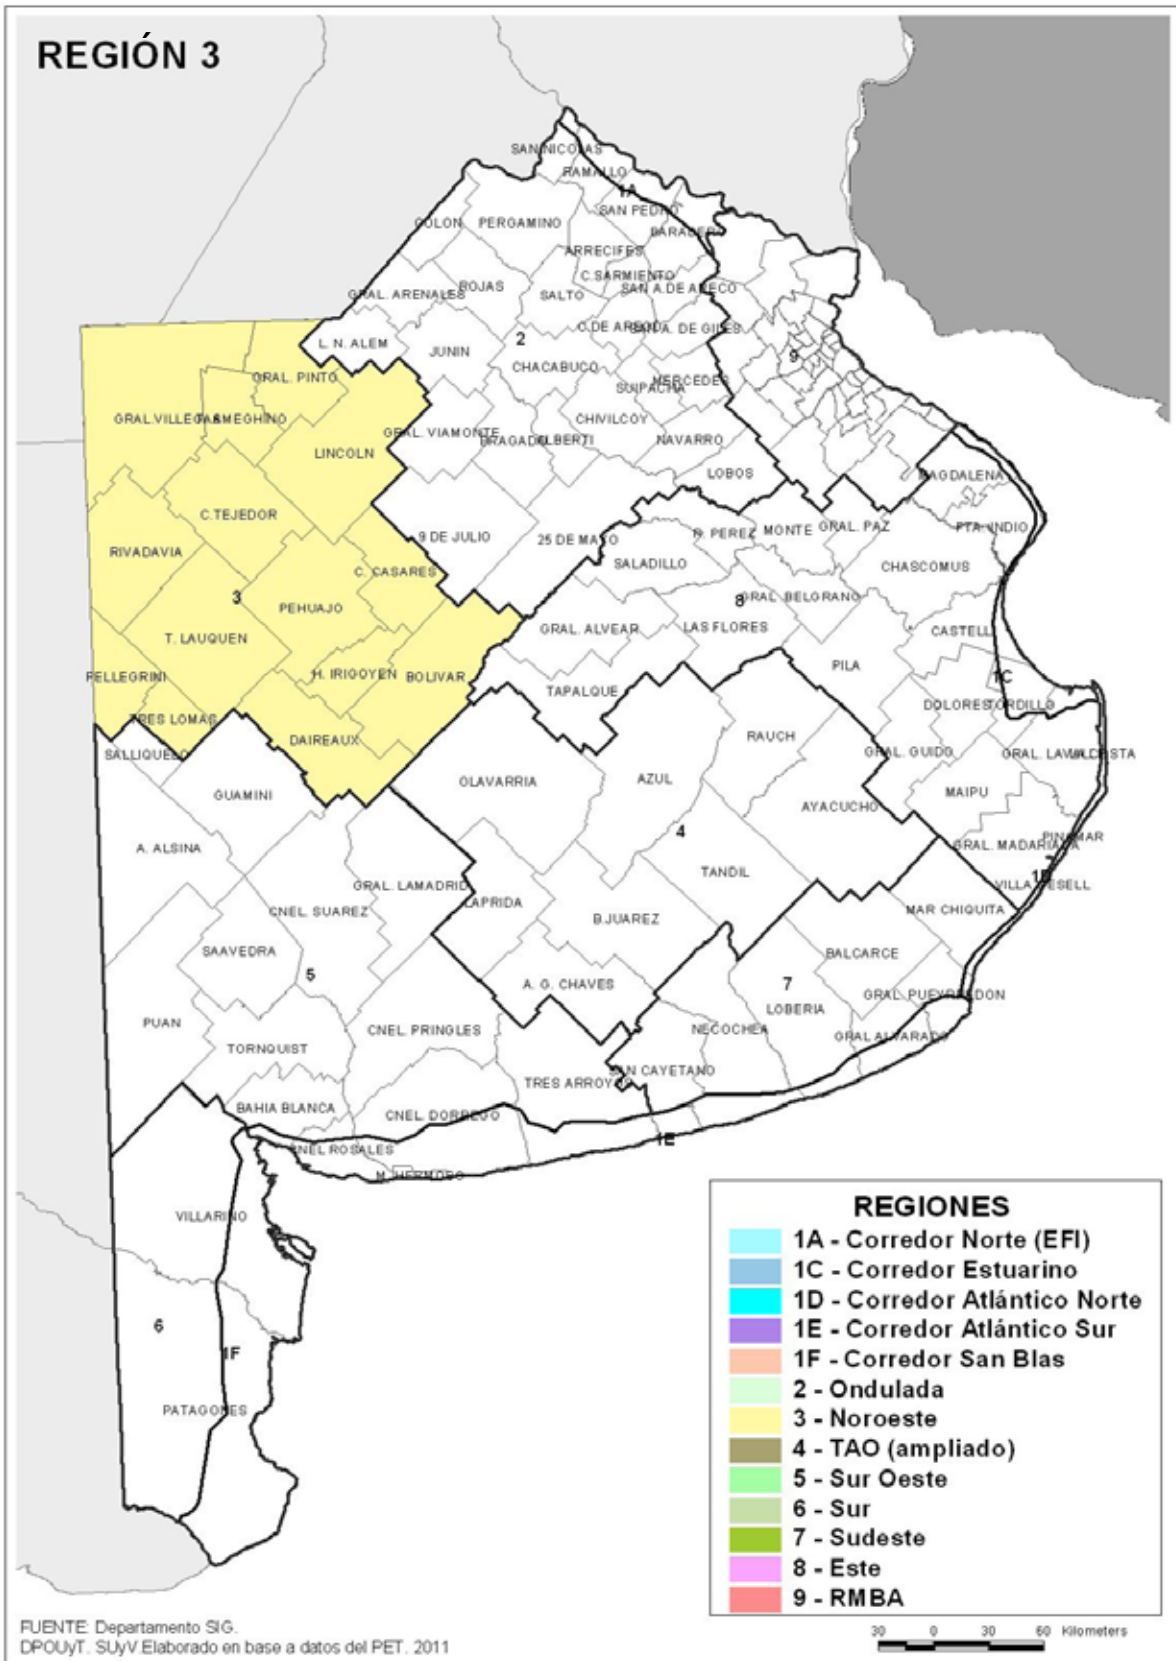 REGIÓN 3
SAN NICOLAS
RAMALLO
1A
SAN PEDRO
BARADERO
COLON
PERGAMINO
ARRECIFES
C.SARMIENTO
SAN A.DE ARECO
GRAL. ARENALES
ROJAS
SALTO
L. N. ALEM
2
SAN A. DE GILES
JUNIN
9
CHACABUCO
GRAL. PINTO
MERCEDES
SUIPACHA
GRAL.VILLEGAS
CHIVILCOY
GRAL. VIAMONTE
BRAGADO
ALBERTI
NAVARRO
LINCOLN
LOBOS
MAGDALENA
C.TEJEDOR
PTA. INDIO
GRAL. PAZ
R. PEREZ
MONTE
9 DE JULIO
25 DE MAYO
RIVADAVIA
SALADILLO
CHASCOMUS
C. CASARES
3
PEHUAJO
8
GRAL. BELGRANO
T. LAUQUEN
GRAL. ALVEAR
LAS FLORES
CASTELLI
PELLEGRINI
H. IRIGOYEN
BOLIVAR
PILA
1C
TAPALQUE
DOLORES
TORDILLO
TRES LOMAS
DAIREAUX
RAUCH
SALLIQUELO
GRAL. GUIDO
OLAVARRIA
AZUL
GUAMINI
AYACUCHO
MAIPU
4
PINAMAR
A. ALSINA
GRAL. MADARIAGA
TANDIL
1D
VILLA GESELL
GRAL. LAMADRID
LAPRIDA
CNEL. SUAREZ
B.JUAREZ
MAR CHIQUITA
SAAVEDRA
BALCARCE
5
A. G. CHAVES
7
GRAL. PUEYRREDON
LOBERIA
PUAN
CNEL. PRINGLES
NECOCHEA
GRAL ALVARADO
TORNQUIST
SAN CAYETANO
TRES ARROYOS
BAHIA BLANCA
CNEL. DORREGO
1E
CNEL ROSALES
M. HERMOSO
VILLARINO
6
1F
PATAGONES
REGIONES
1A - Corredor Norte (EFI)
1C - Corredor Estuarino
1D - Corredor Atlántico Norte
1E - Corredor Atlántico Sur
1F - Corredor San Blas
2 - Ondulada
3 - Noroeste
4 - TAO (ampliado)
5 - Sur Oeste
6 - Sur
7 - Sudeste
8 - Este
9 - RMBA
FUENTE: Departamento SIG.
DPOUyT. SUyV.Elaborado en base a datos del PET. 2011
30 0 30 60 Kilometers